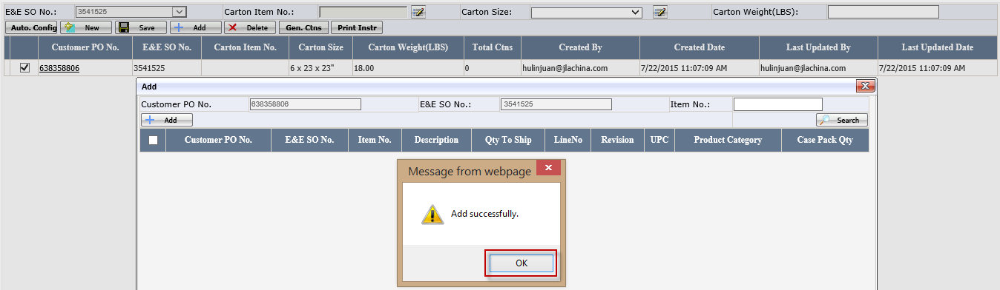 E&E SO No.: 3541525 Carton Item No.: Carton Size: Carton Weight(LBS):
Auto. Config New Save Add Delete Gen. Ctns Print Instr
Customer PO No. E&E SO No. Carton Item No. Carton Size Carton Weight(LBS) Total Ctns Created By Created Date Last Updated By Last Updated Date
638358806 3541525 6 x 23 x 23" 18.00 0 hulinjuan@jlachina.com 7/22/2015 11:07:09 AM hulinjuan@jlachina.com 7/22/2015 11:07:09 AM
Add
Customer PO No. 638358806 E&E SO No.: 3541525 Item No.:
Add Search
Customer PO No. E&E SO No. Item No. Description Qty To Ship LineNo Revision UPC Product Category Case Pack Qty
Message from webpage
Add successfully.
OK